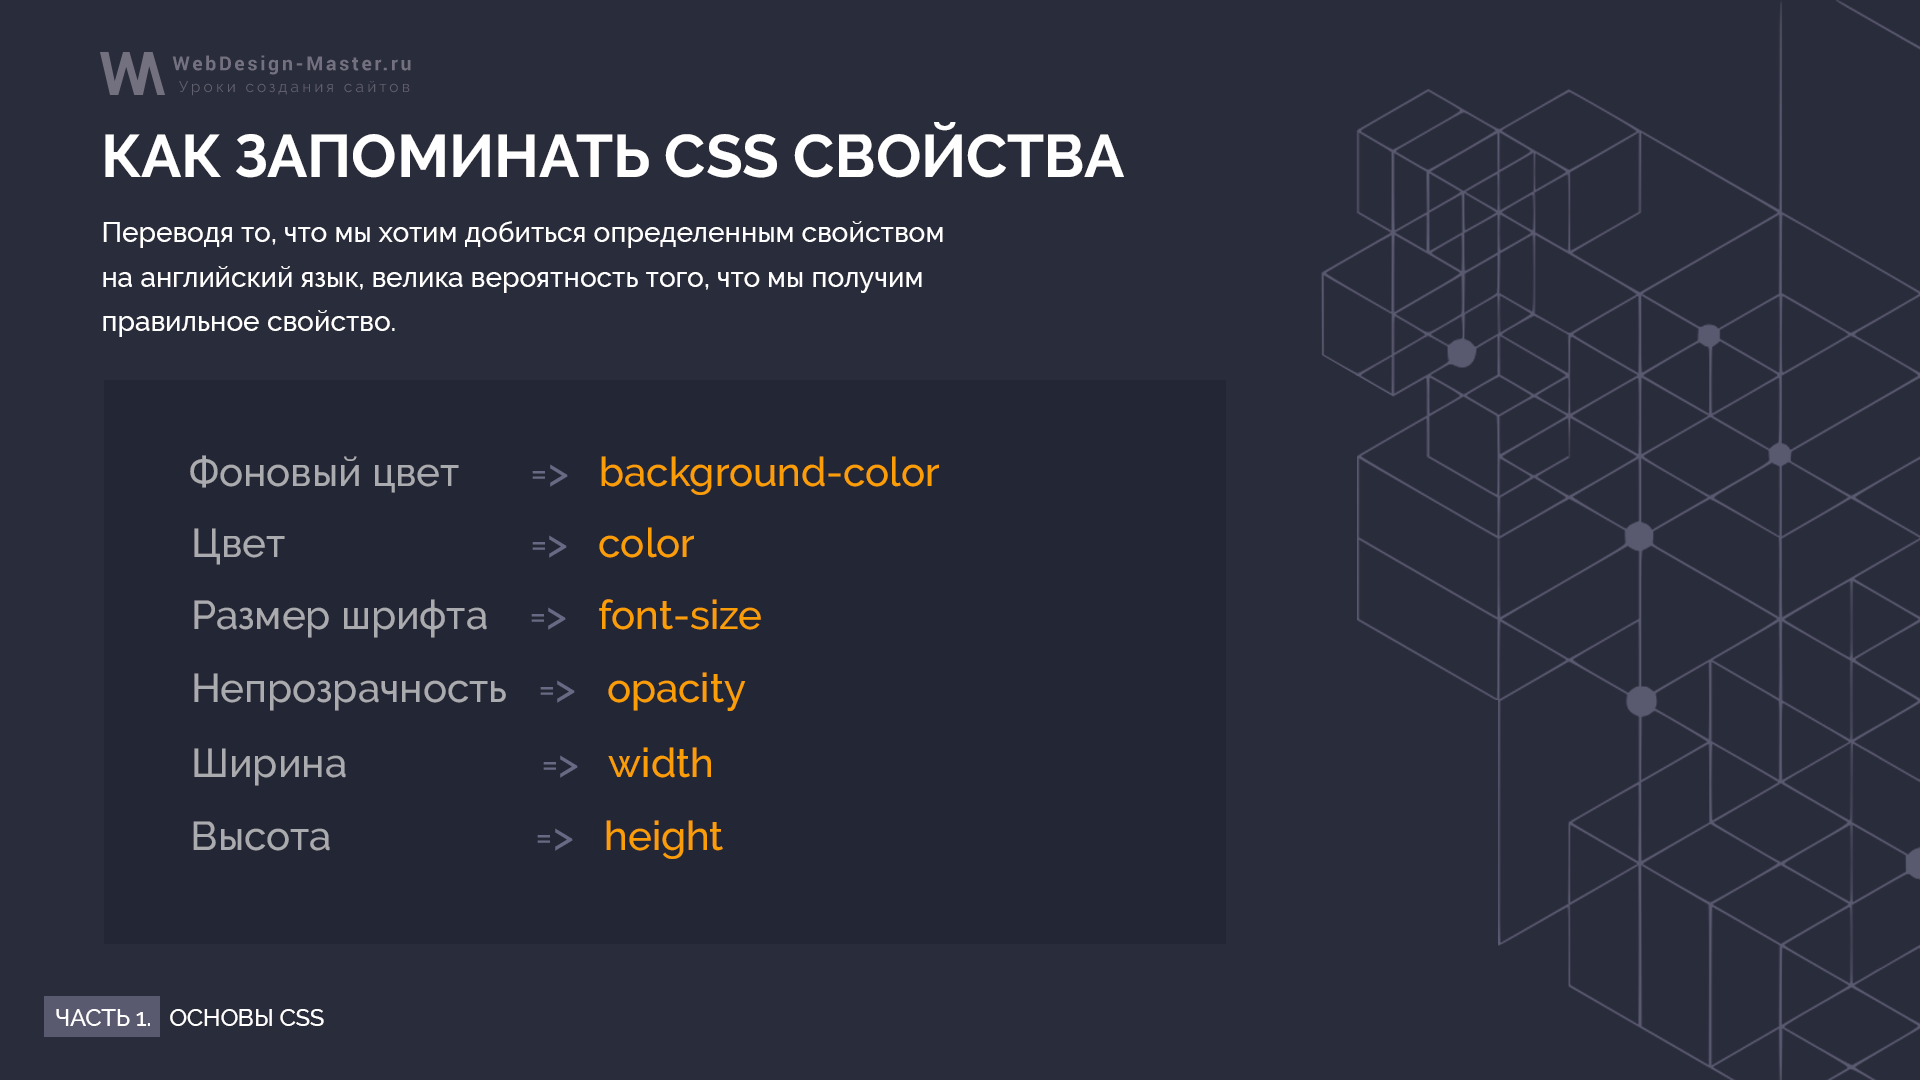 WebDesign-Master.ru
Уроки создания сайтов
КАК ЗАПОМИНАТЬ CSS СВОЙСТВА
Переводя то, что мы хотим добиться определенным свойством
на английский язык, велика вероятность того, что мы получим
правильное свойство.
Фоновый цвет => background-color
Цвет => color
Размер шрифта => font-size
Непрозрачность => opacity
Ширина => width
Высота => height
ЧАСТЬ 1. ОСНОВЫ CSS